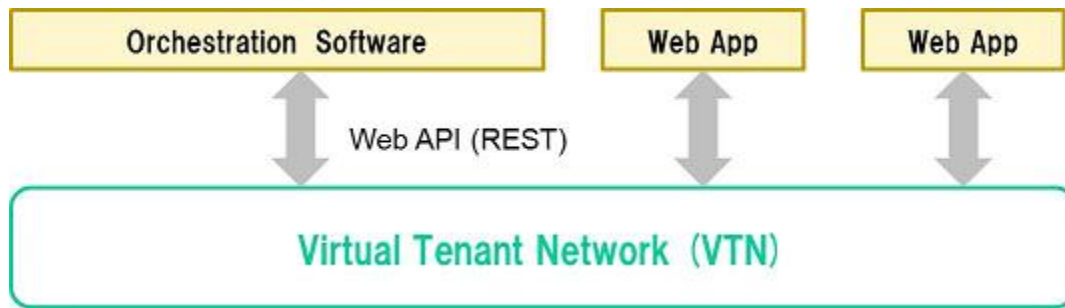 Orchestration Software
Web App
Web App
Web API (REST)
Virtual Tenant Network (VTN)